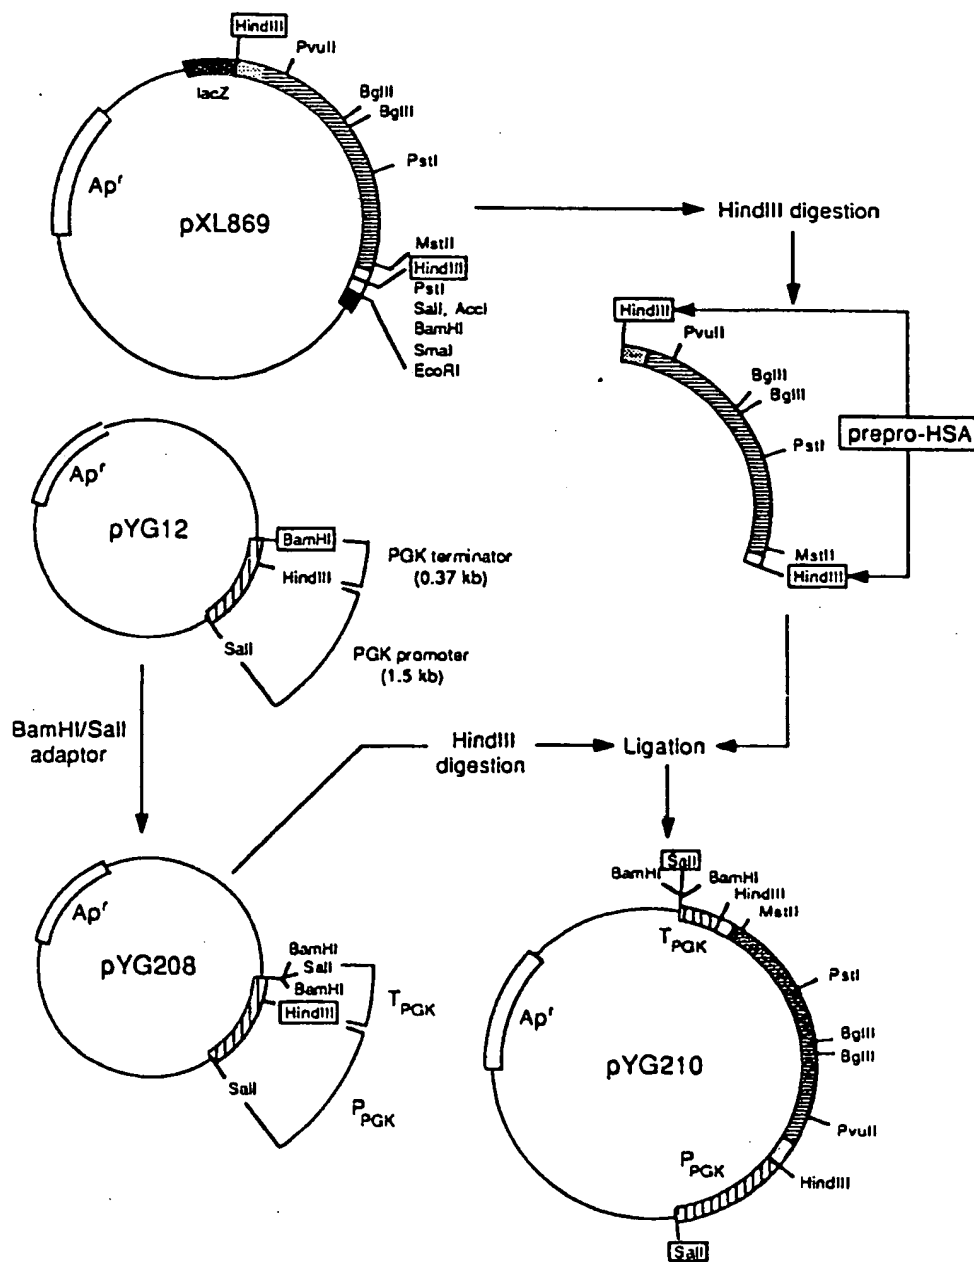 HindIII
PvuII
BglII
BglII
PstI
lacZ
Apr
pXL869
MstII
HindIII
PstI
SalI, AccI
BamHI
SmaI
EcoRI
HindIII digestion
HindIII
PvuII
BglII
BglII
PstI
prepro-HSA
MstII
HindIII
Apr
pYG12
BamHI
HindIII
SalI
PGK terminator
(0.37 kb)
PGK promoter
(1.5 kb)
BamHI/SalI
adaptor
HindIII
digestion
Ligation
Apr
pYG208
BamHI
SalI
BamHI
HindIII
SalI
TPGK
PPGK
SalI
BamHI
BamHI
HindIII
MstII
TPGK
PstI
Apr
pYG210
BglII
BglII
PvuII
PPGK
HindIII
SalI